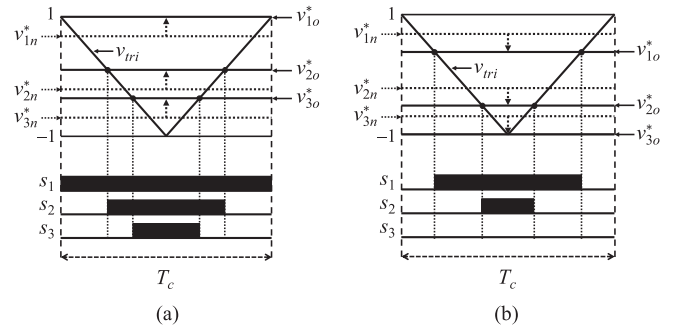 1
v*1n
vtri
v*2n
v*3n
−1
v*1o
v*2o
v*3o
s1
s2
s3
Tc
(a)
1
v*1n
vtri
v*2n
v*3n
−1
v*1o
v*2o
v*3o
s1
s2
s3
Tc
(b)